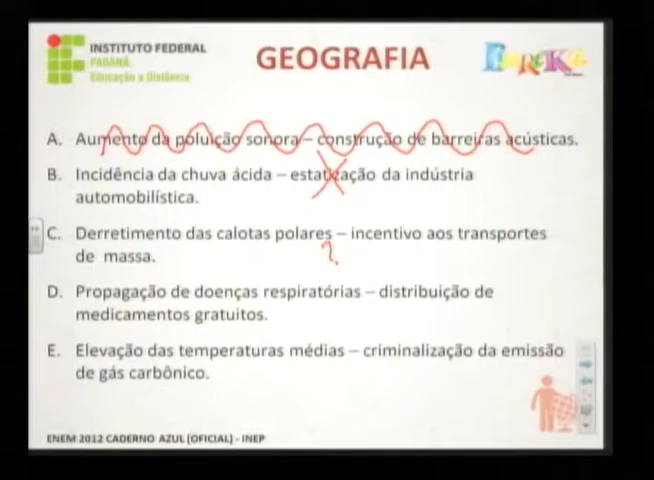 INSTITUTO FEDERAL
PARANÁ
Educação a Distância
GEOGRAFIA
EUREKA
A. Aumento da poluição sonora – construção de barreiras acústicas.
B. Incidência da chuva ácida – estatização da indústria
automobilística.
C. Derretimento das calotas polares – incentivo aos transportes
de massa.
?
D. Propagação de doenças respiratórias – distribuição de
medicamentos gratuitos.
E. Elevação das temperaturas médias – criminalização da emissão
de gás carbônico.
ENEM 2012 CADERNO AZUL (OFICIAL) - INEP